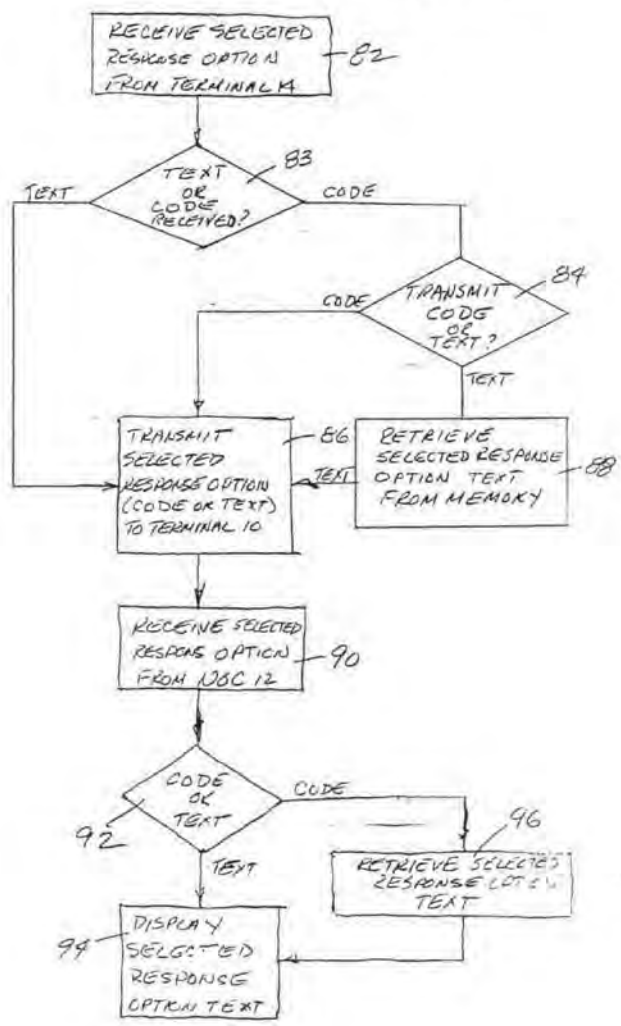 RECEIVE SELECTED
RESPONSE OPTION
FROM TERMINAL 14
82
83
TEXT
OR
CODE
RECEIVED?
TEXT
CODE
84
TRANSMIT
CODE
OR
TEXT?
CODE
TEXT
TRANSMIT
SELECTED
RESPONSE OPTION
(CODE OR TEXT)
TO TERMINAL 10
86
TEXT
RETRIEVE
SELECTED RESPONSE
OPTION TEXT
FROM MEMORY
88
RECEIVE SELECTED
RESPONS OPTION
FROM NOC 12
90
CODE
OR
TEXT
92
CODE
TEXT
96
RETRIEVE SELECTED
RESPONSE
TEXT
94
DISPLAY
SELECTED
RESPONSE
OPTION TEXT